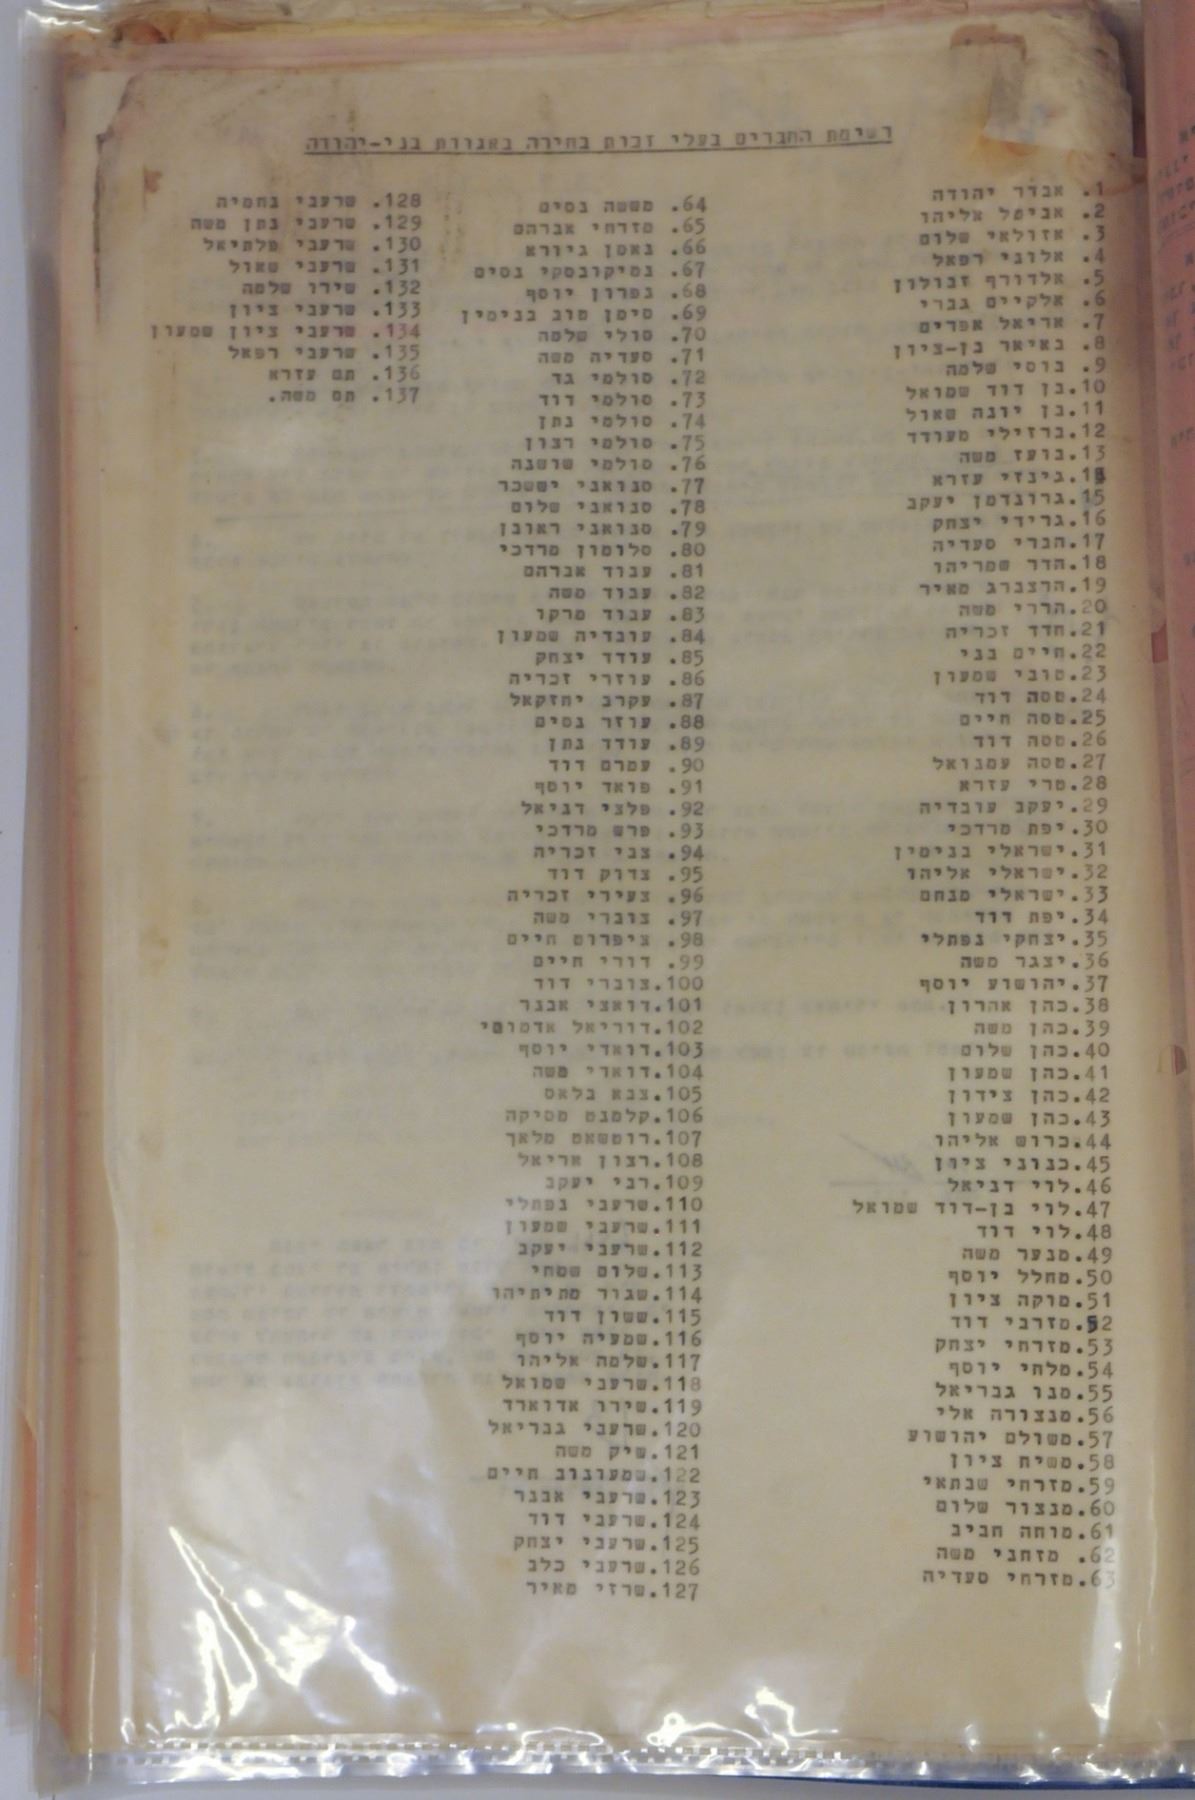 רשימת החברים בעלי זכות בחירה באגודת בני-יהודה
1. אבדר יהודה
2. אביטל אליהו
3. אזולאי שלום
4. אלוני רפאל
5. אלדורף זבולון
6. אלקיים גברי
7. אריאל אפרים
8. באיאר בן-ציון
9. בוסי שלמה
10.בן דוד שמואל
11.בן יונה שאול
12.ברזילי מעודד
13.בועז משה
14.גינזי עזרא
15.גרונדמן יעקב
16.גרידי יצחק
17.הברי סעדיה
18.הדר שמריהו
19.הרצברג מאיר
20.הררי משה
21.חדד זכריה
22.חיים בני
23.טובי שמעון
24.טסה דוד
25.טסה חיים
26.טסה דוד
27.טסה עמנואל
28.טרי עזרא
29.יעקב עובדיה
30.יפת מרדכי
31.ישראלי בנימין
32.ישראלי אליהו
33.ישראלי מנחם
34.יפת דוד
35.יצחקי נפתלי
36.יצגר משה
37.יהושוע יוסף
38.כהן אהרון
39.כהן משה
40.כהן שלום
41.כהן שמעון
42.כהן צידון
43.כהן שמעון
44.כרוש אליהו
45.כנוני ציון
46.לוי דניאל
47.לוי בן-דוד שמואל
48.לוי דוד
49.מנער משה
50.מחלל יוסף
51.מוקה ציון
52.מזרבי דוד
53.מזרחי יצחק
54.מלחי יוסף
55.מנו גבריאל
56.מנצורה אלי
57.משולם יהושוע
58.משיח ציון
59.מזרחי שבתאי
60.מנצור שלום
61.מוחה חביב
62. מזחבי משה
63.מזרחי סעדיה
64. מששה נסים
65. מזרחי אברהם
66. נאמן גיורא
67. נסיקובסקי נסים
68. נפרון יוסף
69. סימן טוב בנימין
70. סולי שלמה
71. סעדיה משה
72. סולמי גד
73. סולמי דוד
74. סולמי נתן
75. סולמי רצון
76. סולמי שושנה
77. סנואני יששכר
78. סנואני שלום
79. סנואני ראובן
80. סלומון מרדכי
81. עבוד אברהם
82. עבוד משה
83. עבוד מרקו
84. עובדיה שמעון
85. עודד יצחק
86. עוזרי זכריה
87. עקרב יחזקאל
88. עוזר נסים
89. עודד נתן
90. עמרם דוד
91. פואד יוסף
92. פלצי דניאל
93. פרש מרדכי
94. צבי זכריה
95. צדוק דוד
96. צעירי זכריה
97. צוברי משה
98. ציפרוט חיים
99. דורי חיים
100.צוברי דוד
101.דואצי אבנר
102.דוריאל אדמוטי
103.דואדי יוסף
104.דואדי משה
105.צבא בלאס
106.קלמנט מסיקה
107.רוטשאט מלאך
108.רצון אריאל
109.רני יעקב
110.שרעבי נפתלי
111.שרעבי שמעון
112.שרעבי יעקב
113.שלום שמחי
114.שגור מתיתיהו
115.ששון דוד
116.שמעיה יוסף
117.שלמה אליהו
118.שרעבי שמואל
119.שירו אדוארד
120.שרעבי גבריאל
121.שיק משה
122.שמעונוב חיים
123.שרעבי אבנר
124.שרעבי דוד
125.שרעבי יצחק
126.שרעבי כלב
127.שרזי מאיר
128. שרעבי נחמיה
129. שרעבי נתן משה
130. שרעבי פלתיאל
131. שרעבי שאול
132. שירו שלמה
133. שרעבי ציון
134. שרעבי ציון שמעון
135. שרעבי רפאל
136. תם עזרא
137. תם משה.